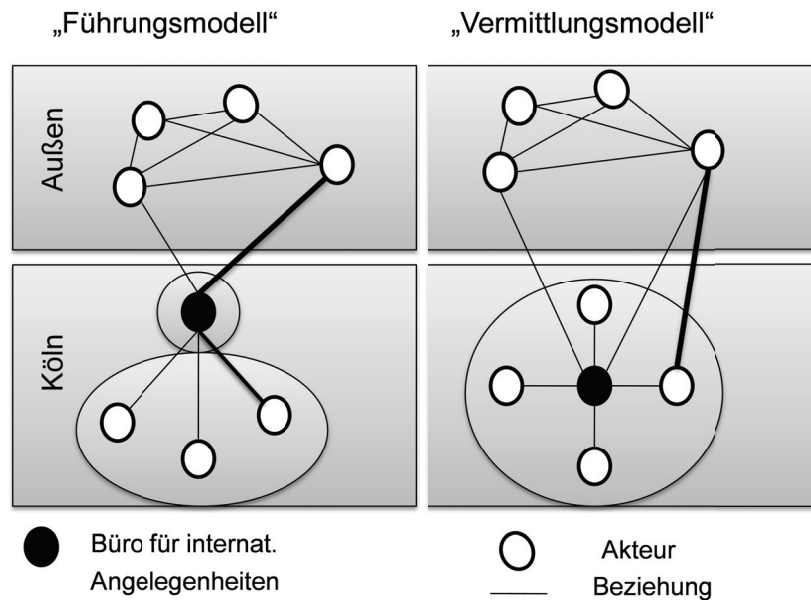 „Führungsmodell“
„Vermittlungsmodell“
Außen
Köln
Büro für internat.
Angelegenheiten
Akteur
Beziehung